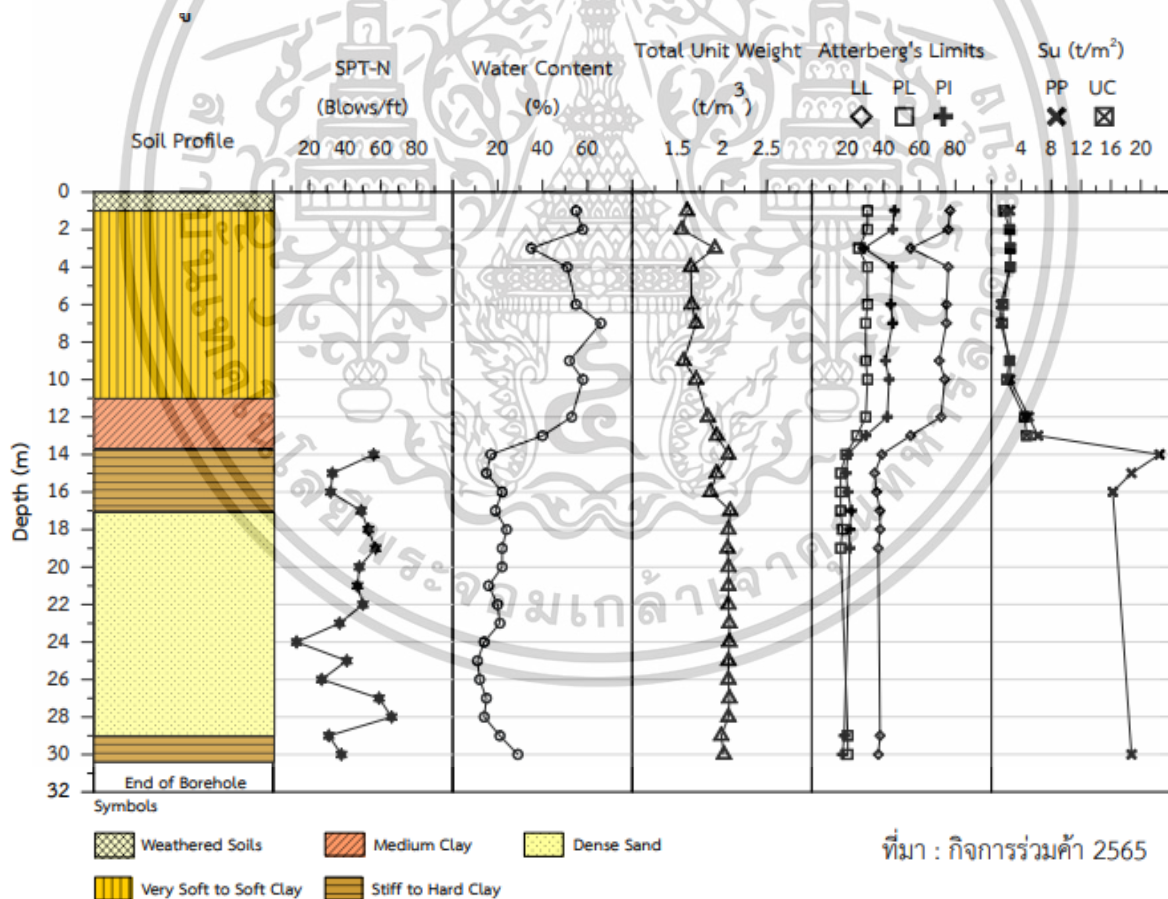 SPT-N
(Blows/ft)
20 40 60 80
Water Content
(%)
20 40 60
Total Unit Weight
(t/m³)
1.5 2 2.5
Atterberg's Limits
LL PL PI
20 40 60 80
Su (t/m²)
PP UC
4 8 12 16 20
Soil Profile
Depth (m)
0
2
4
6
8
10
12
14
16
18
20
22
24
26
28
30
32
End of Borehole
Symbols
Weathered Soils
Medium Clay
Dense Sand
Very Soft to Soft Clay
Stiff to Hard Clay
ที่มา : กิจการร่วมค้า 2565